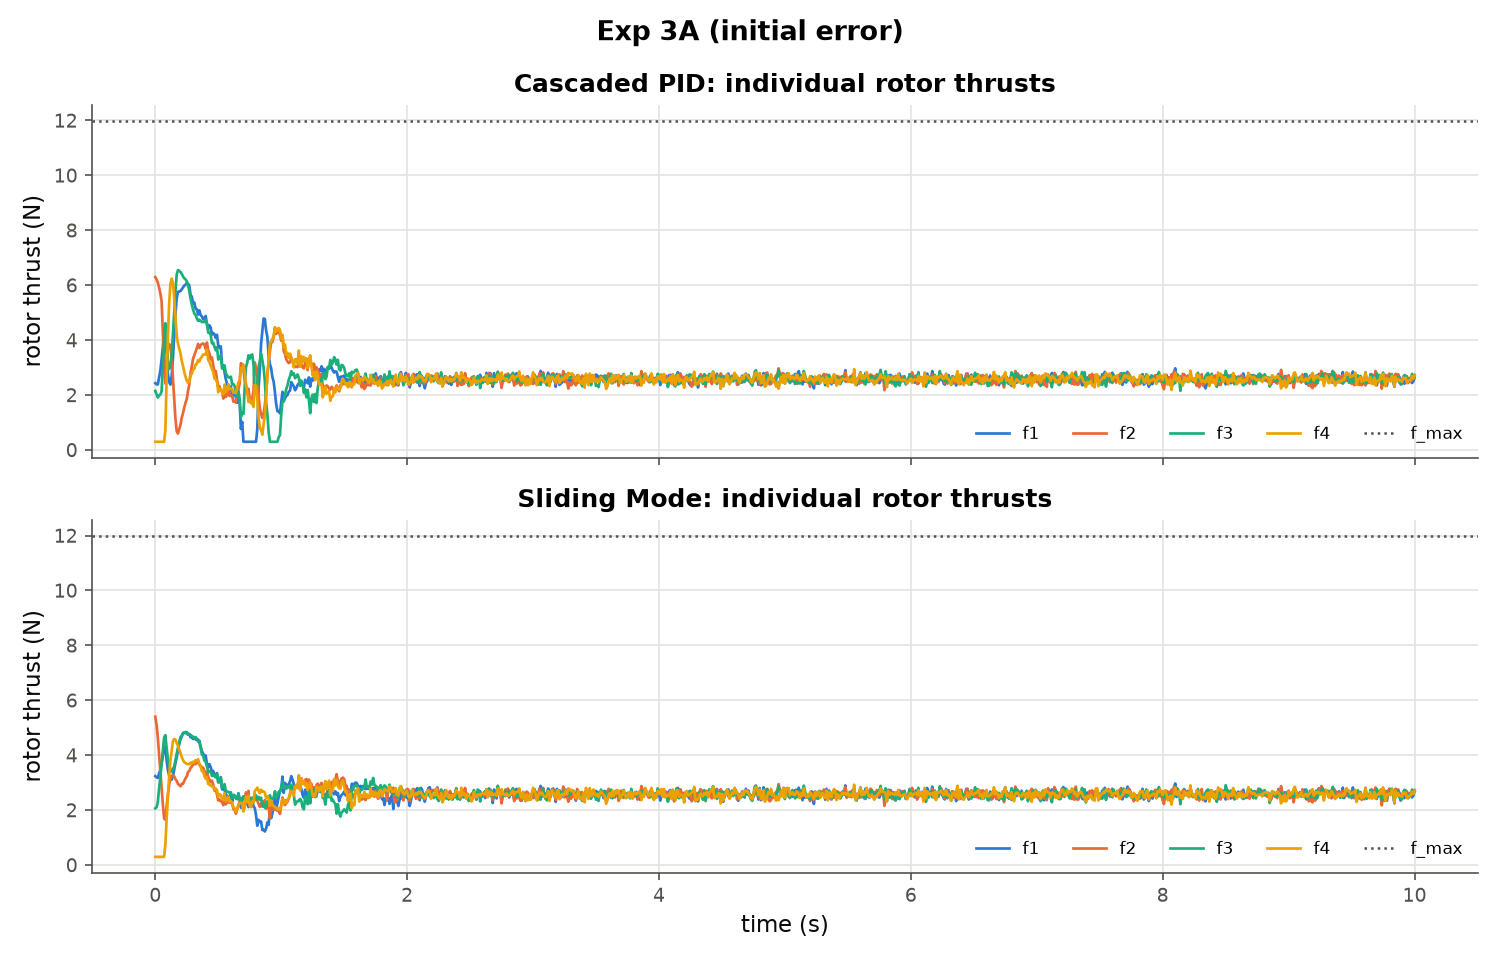 Exp 3A (initial error)
Cascaded PID: individual rotor thrusts
12
10
8
6
4
2
0
rotor thrust (N)
f1 f2 f3 f4 f_max
Sliding Mode: individual rotor thrusts
12
10
8
6
4
2
0
rotor thrust (N)
f1 f2 f3 f4 f_max
0 2 4 6 8 10
time (s)